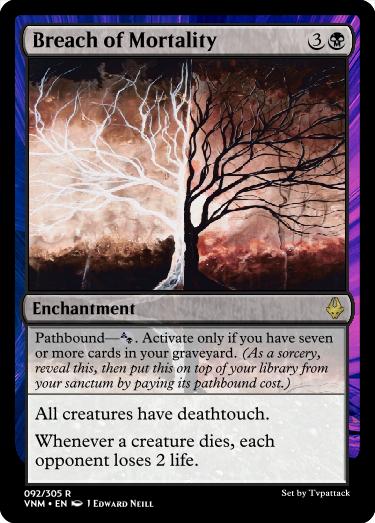 Breach of Mortality 3
Enchantment
Pathbound—. Activate only if you have seven
or more cards in your graveyard. (As a sorcery,
reveal this, then put this on top of your library from
your sanctum by paying its pathbound cost.)
All creatures have deathtouch.
Whenever a creature dies, each
opponent loses 2 life.
092/305 R
VNM • EN J Edward Neill
Set by Tvpattack